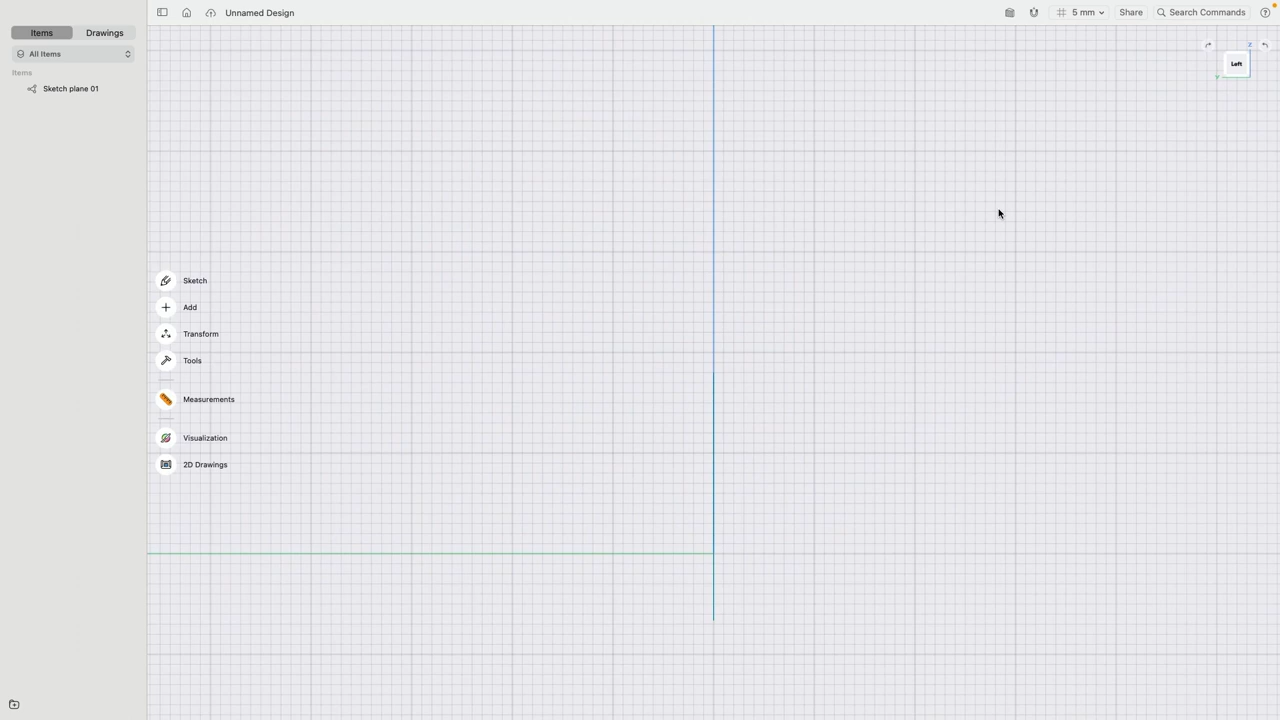 Unnamed Design
5 mm
Share
Search Commands
Items
Drawings
All Items
Items
Sketch plane 01
Z
Left
Y
Sketch
Add
Transform
Tools
Measurements
Visualization
2D Drawings